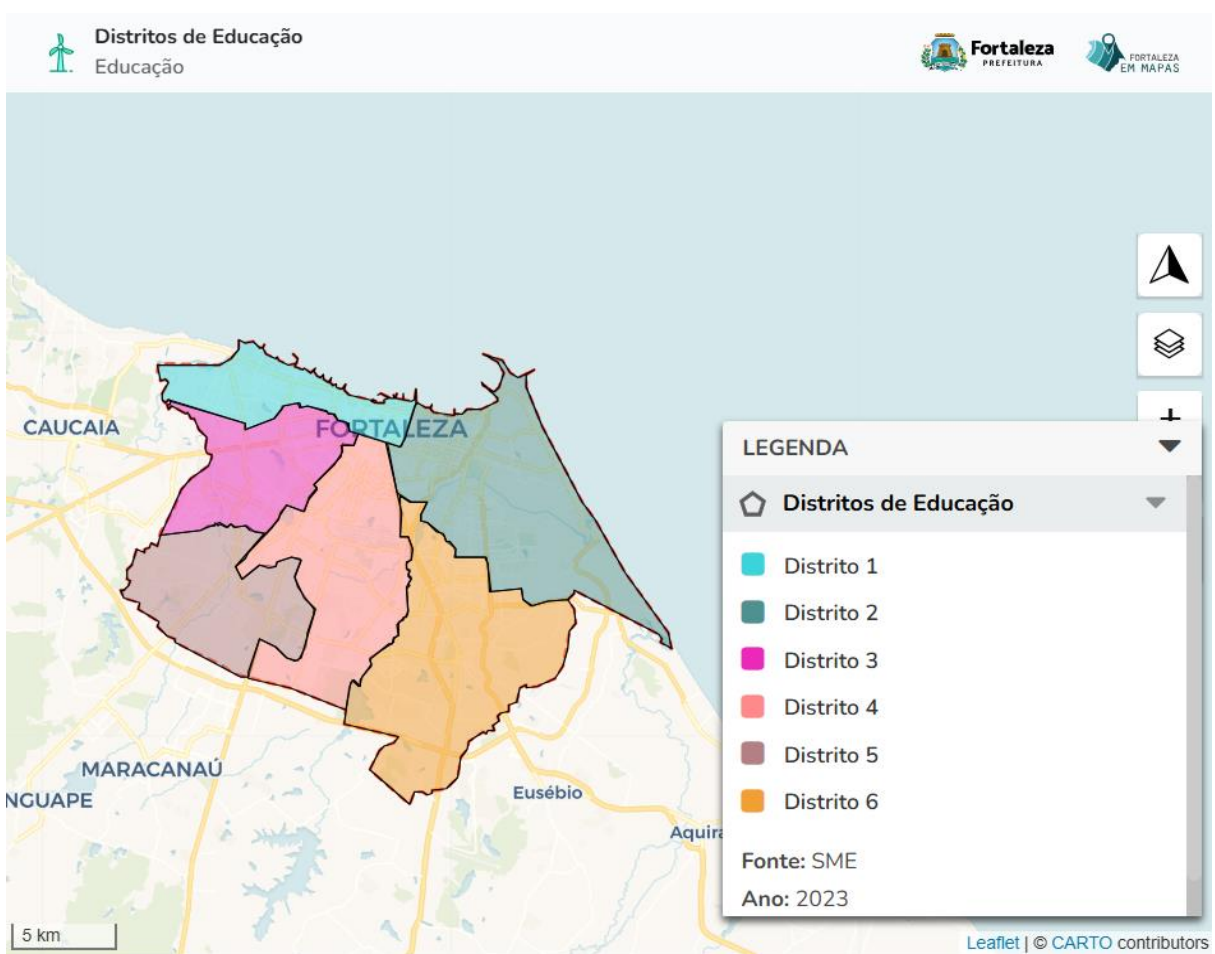 Distritos de Educação
Educação
Fortaleza
PREFEITURA
FORTALEZA
EM MAPAS
CAUCAIA
FORTALEZA
MARACANAÚ
NGUAPE
Eusébio
Aquira
+
LEGENDA
Distritos de Educação
Distrito 1
Distrito 2
Distrito 3
Distrito 4
Distrito 5
Distrito 6
Fonte: SME
Ano: 2023
5 km
Leaflet | © CARTO contributors